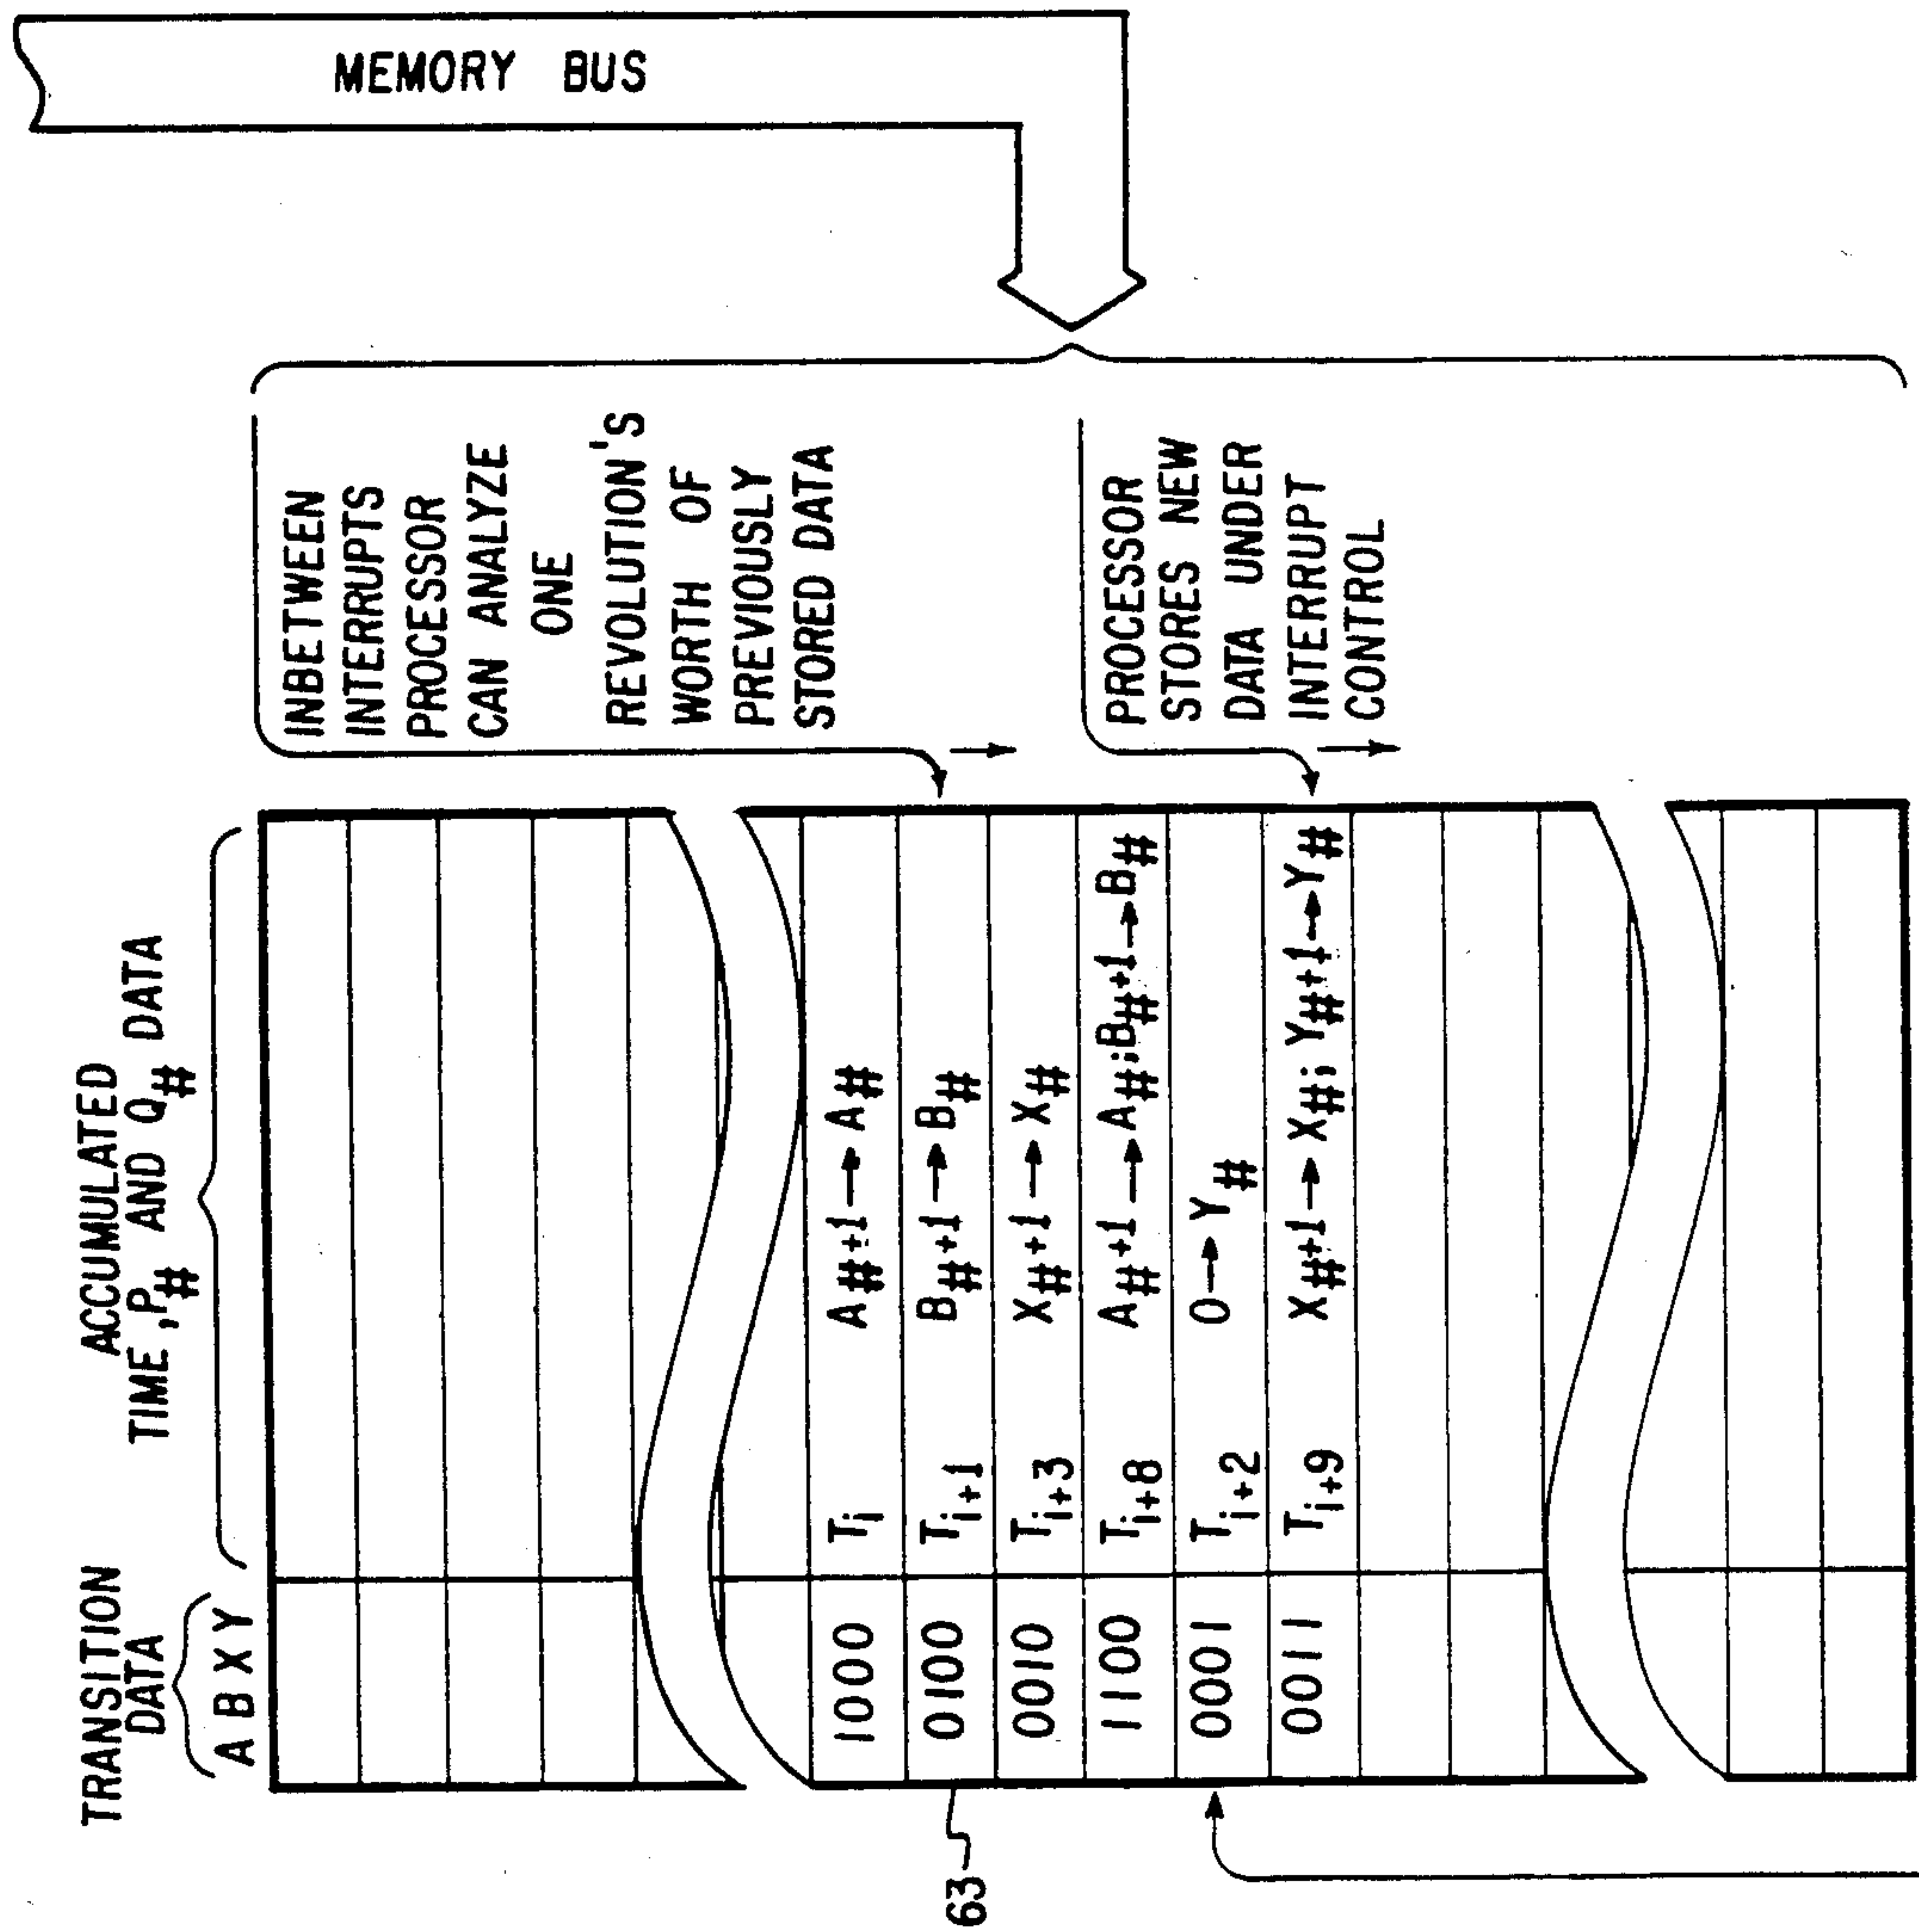 MEMORY BUS
INBETWEEN
INTERRUPTS
PROCESSOR
CAN ANALYZE
ONE
REVOLUTION'S
WORTH OF
PREVIOUSLY
STORED DATA
PROCESSOR
STORES NEW
DATA UNDER
INTERRUPT
CONTROL
TRANSITION
DATA
A B X Y
ACCUMULATED
TIME, P# AND Q# DATA
1000 Ti A#+1→A#
0100 Ti+1 B#+1→B#
0010 Ti+3 X#+1→X#
1100 Ti+8 A#+1→A#;B#+1→B#
0001 Ti+2 0→Y#
0011 Ti+9 X#+1→X#; Y#+1→Y#
63